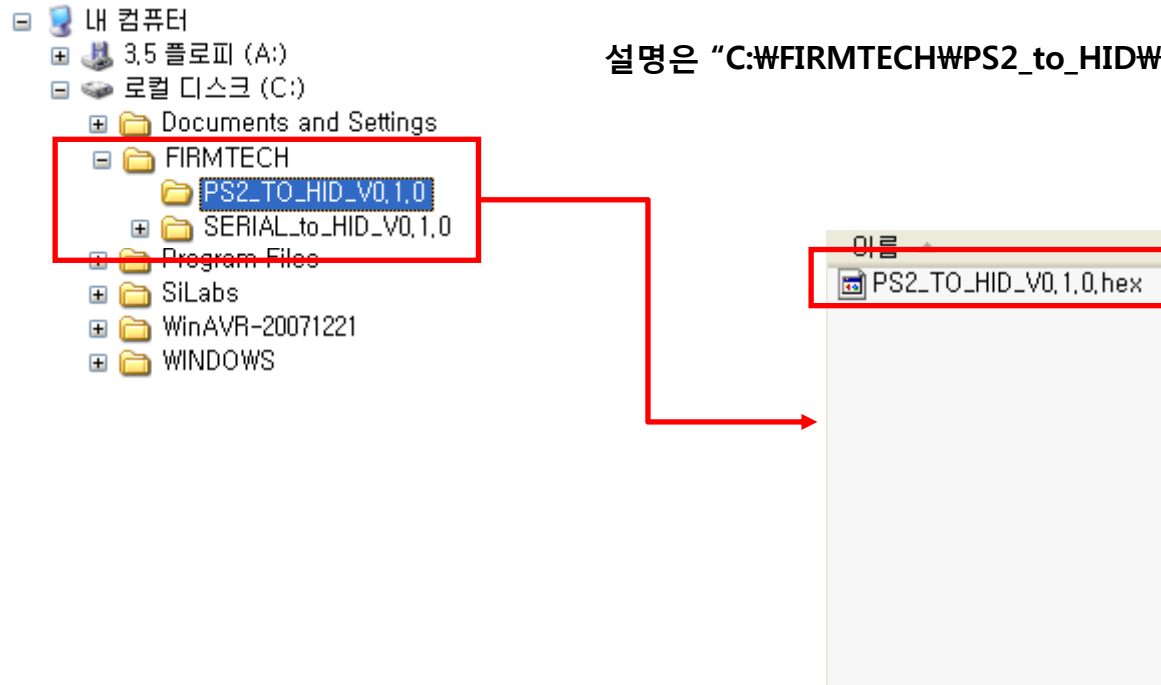 내 컴퓨터
3,5 플로피 (A:)
로컬 디스크 (C:)
Documents and Settings
FIRMTECH
PS2_TO_HID_V0,1,0
SERIAL_to_HID_V0,1,0
Program Files
SiLabs
WinAVR-20071221
WINDOWS
설명은 “C:₩FIRMTECH₩PS2_to_HID₩
이름
PS2_TO_HID_V0,1,0,hex